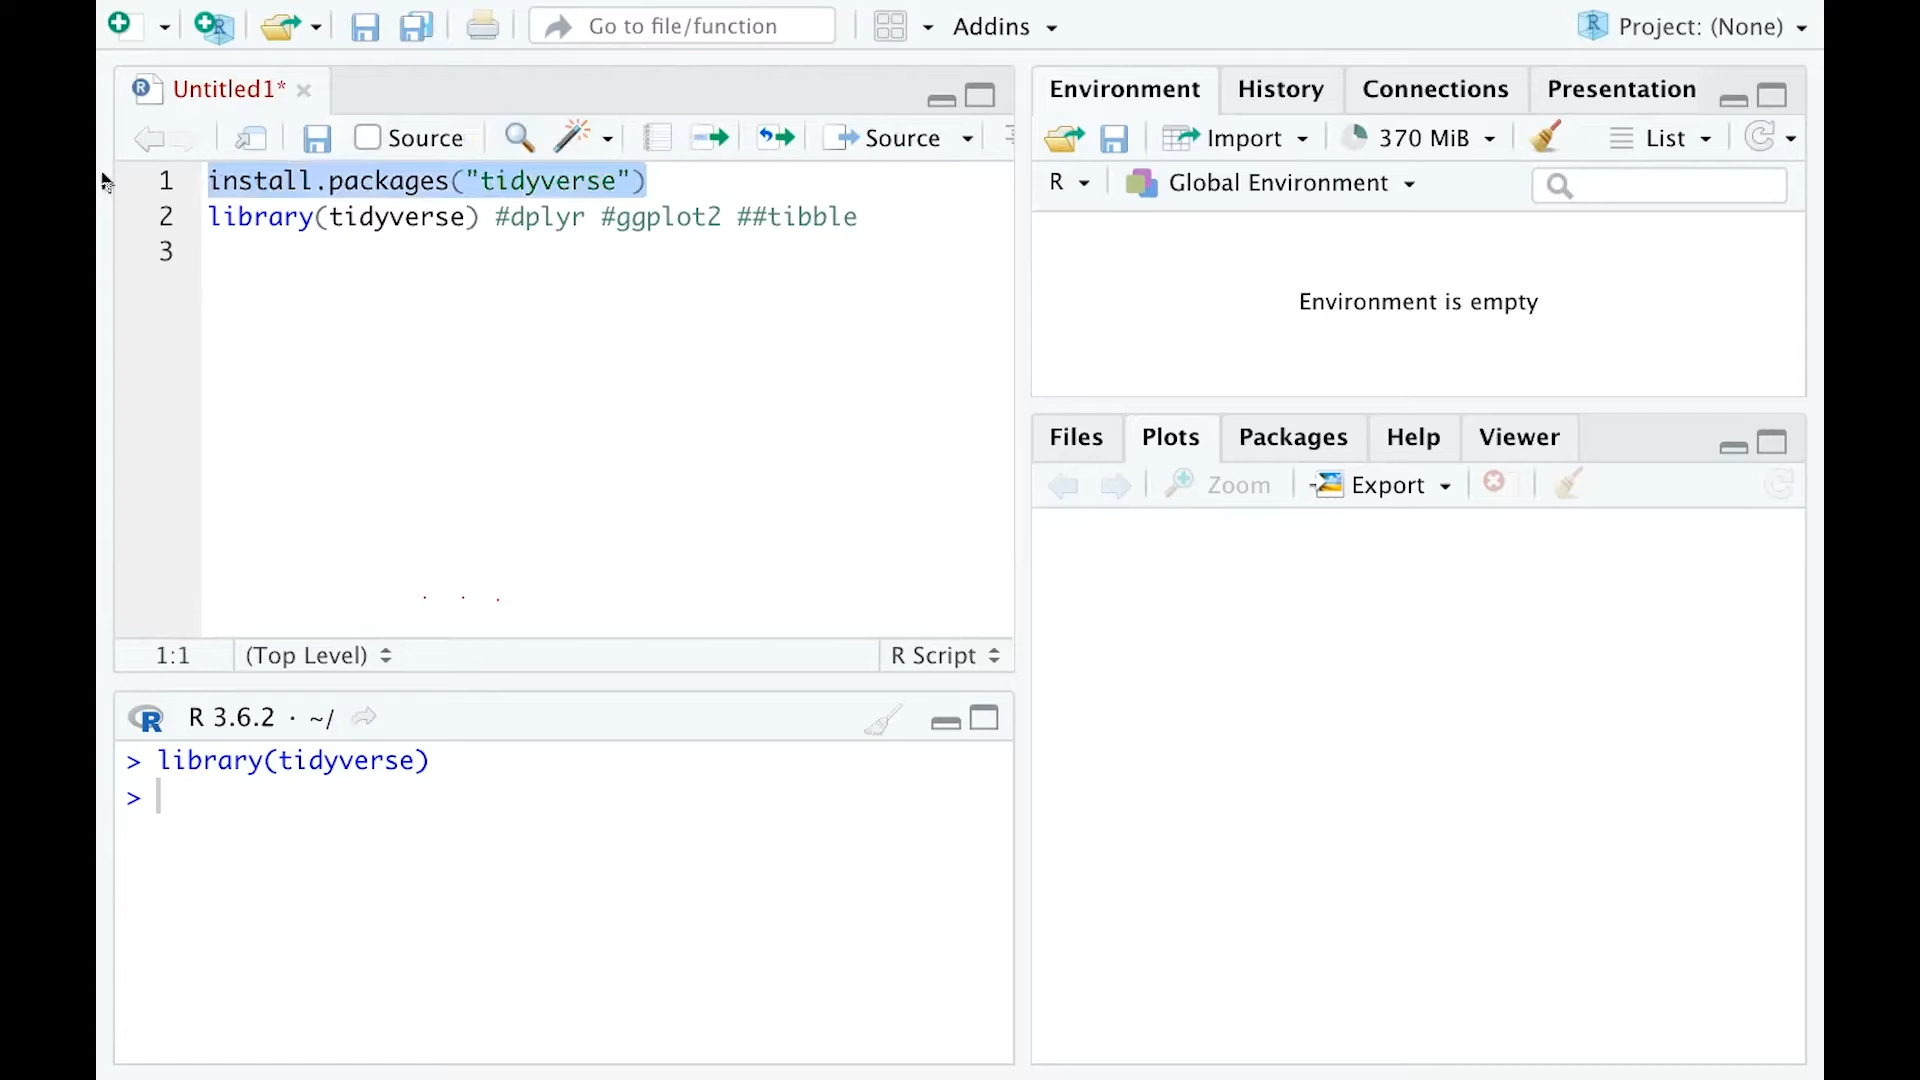 Go to file/function
Addins
Project: (None)
Untitled1*
Source
Source
1 install.packages("tidyverse")
2 library(tidyverse) #dplyr #ggplot2 ##tibble
3
1:1
(Top Level)
R Script
R 3.6.2 · ~/
> library(tidyverse)
>
Environment
History
Connections
Presentation
Import
370 MiB
List
R
Global Environment
Environment is empty
Files
Plots
Packages
Help
Viewer
Zoom
Export